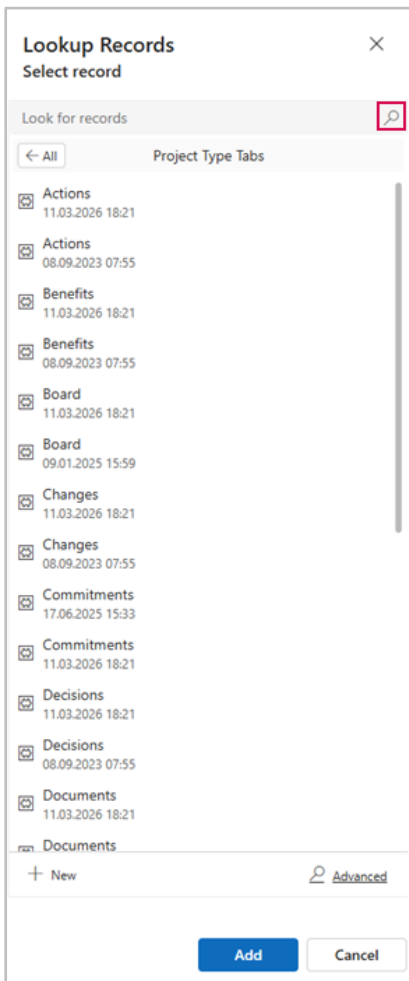 Lookup Records
Select record
Look for records
← All
Project Type Tabs
Actions
11.03.2026 18:21
Actions
08.09.2023 07:55
Benefits
11.03.2026 18:21
Benefits
08.09.2023 07:55
Board
11.03.2026 18:21
Board
09.01.2025 15:59
Changes
11.03.2026 18:21
Changes
08.09.2023 07:55
Commitments
17.06.2025 15:33
Commitments
11.03.2026 18:21
Decisions
11.03.2026 18:21
Decisions
08.09.2023 07:55
Documents
11.03.2026 18:21
Documents
+ New
Advanced
Add
Cancel